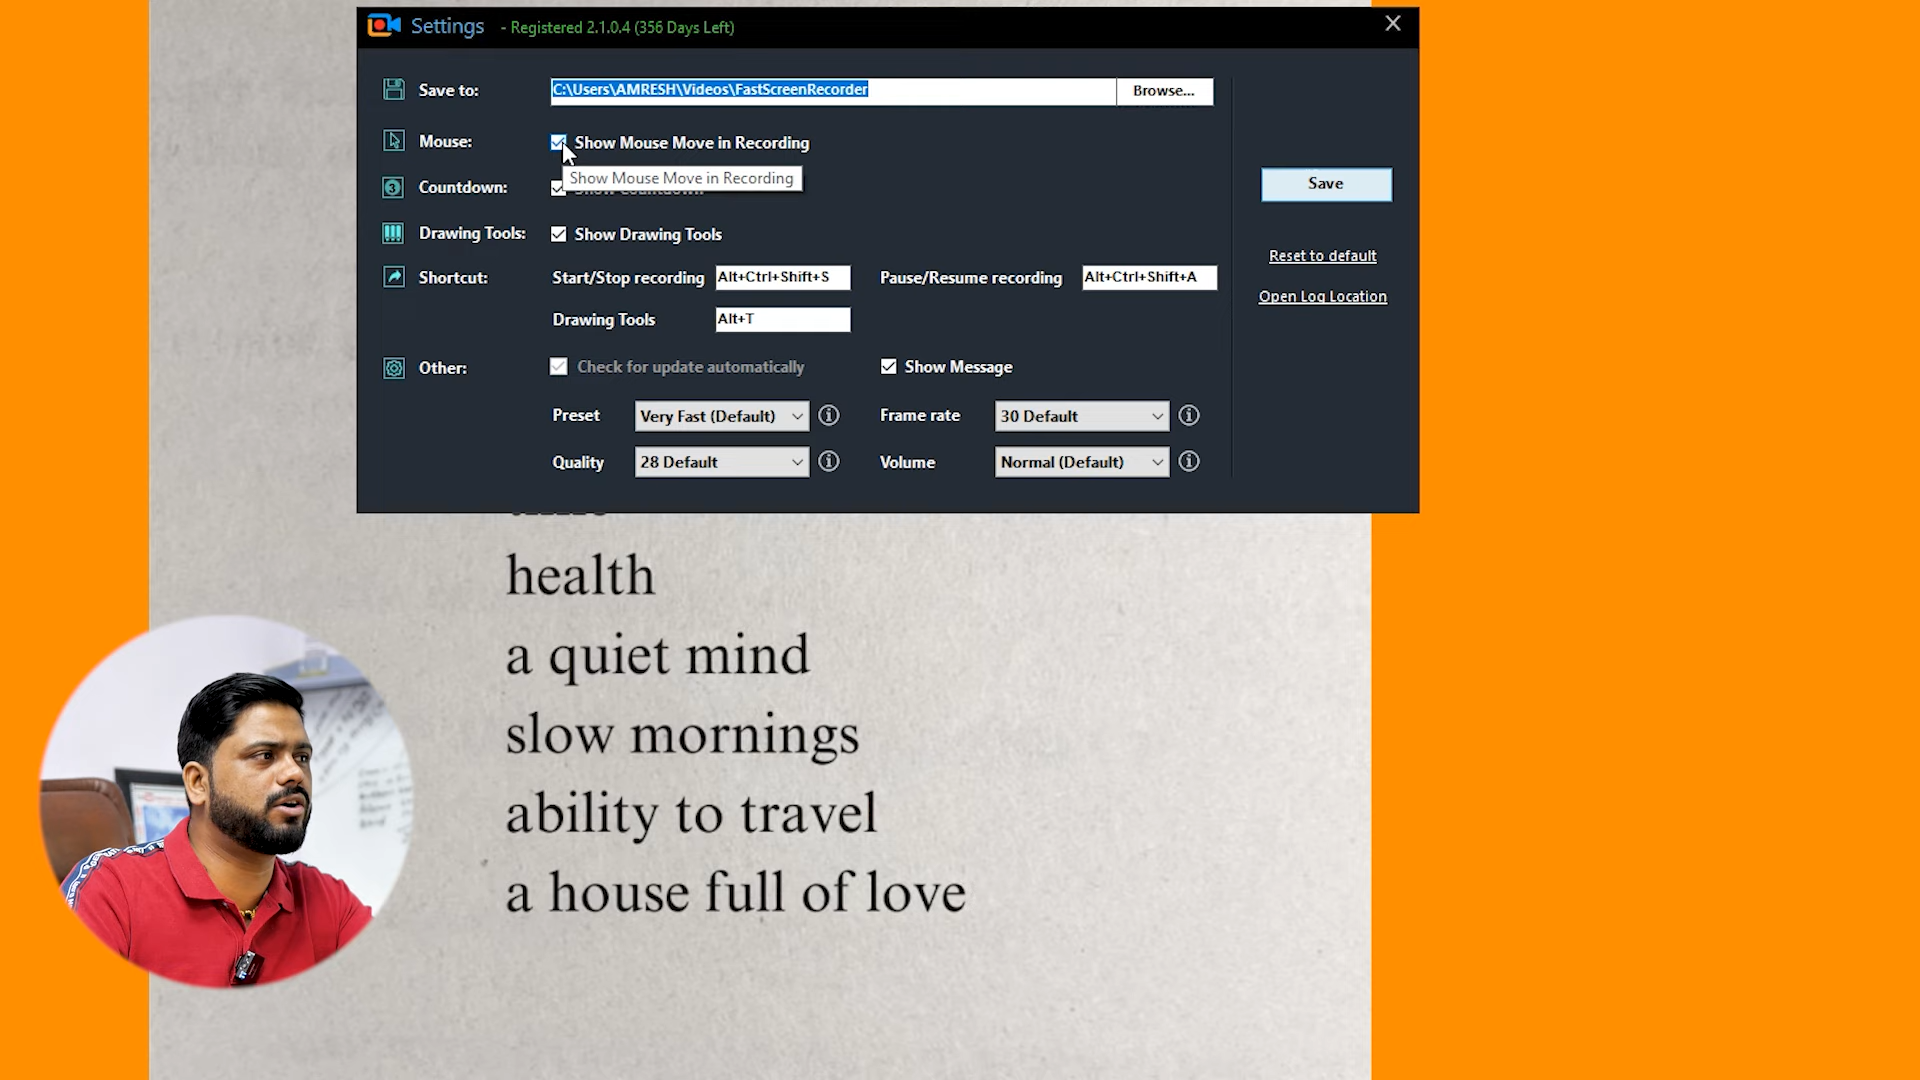 Settings - Registered 2.1.0.4 (356 Days Left)
Save to: C:\Users\AMRESH\Videos\FastScreenRecorder Browse...
Mouse: Show Mouse Move in Recording
Show Mouse Move in Recording
Countdown: Show Countdown
Save
Drawing Tools: Show Drawing Tools
Reset to default
Shortcut: Start/Stop recording Alt+Ctrl+Shift+S Pause/Resume recording Alt+Ctrl+Shift+A
Open Log Location
Drawing Tools Alt+T
Other: Check for update automatically Show Message
Preset Very Fast (Default) Frame rate 30 Default
Quality 28 Default Volume Normal (Default)
health
a quiet mind
slow mornings
ability to travel
a house full of love